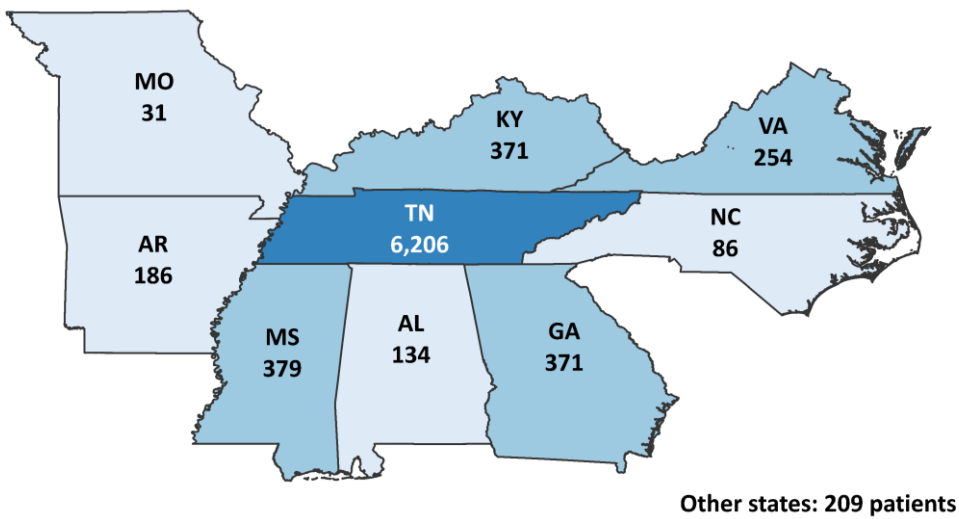 MO
31
KY
371
VA
254
TN
6,206
NC
86
AR
186
MS
379
AL
134
GA
371
Other states: 209 patients